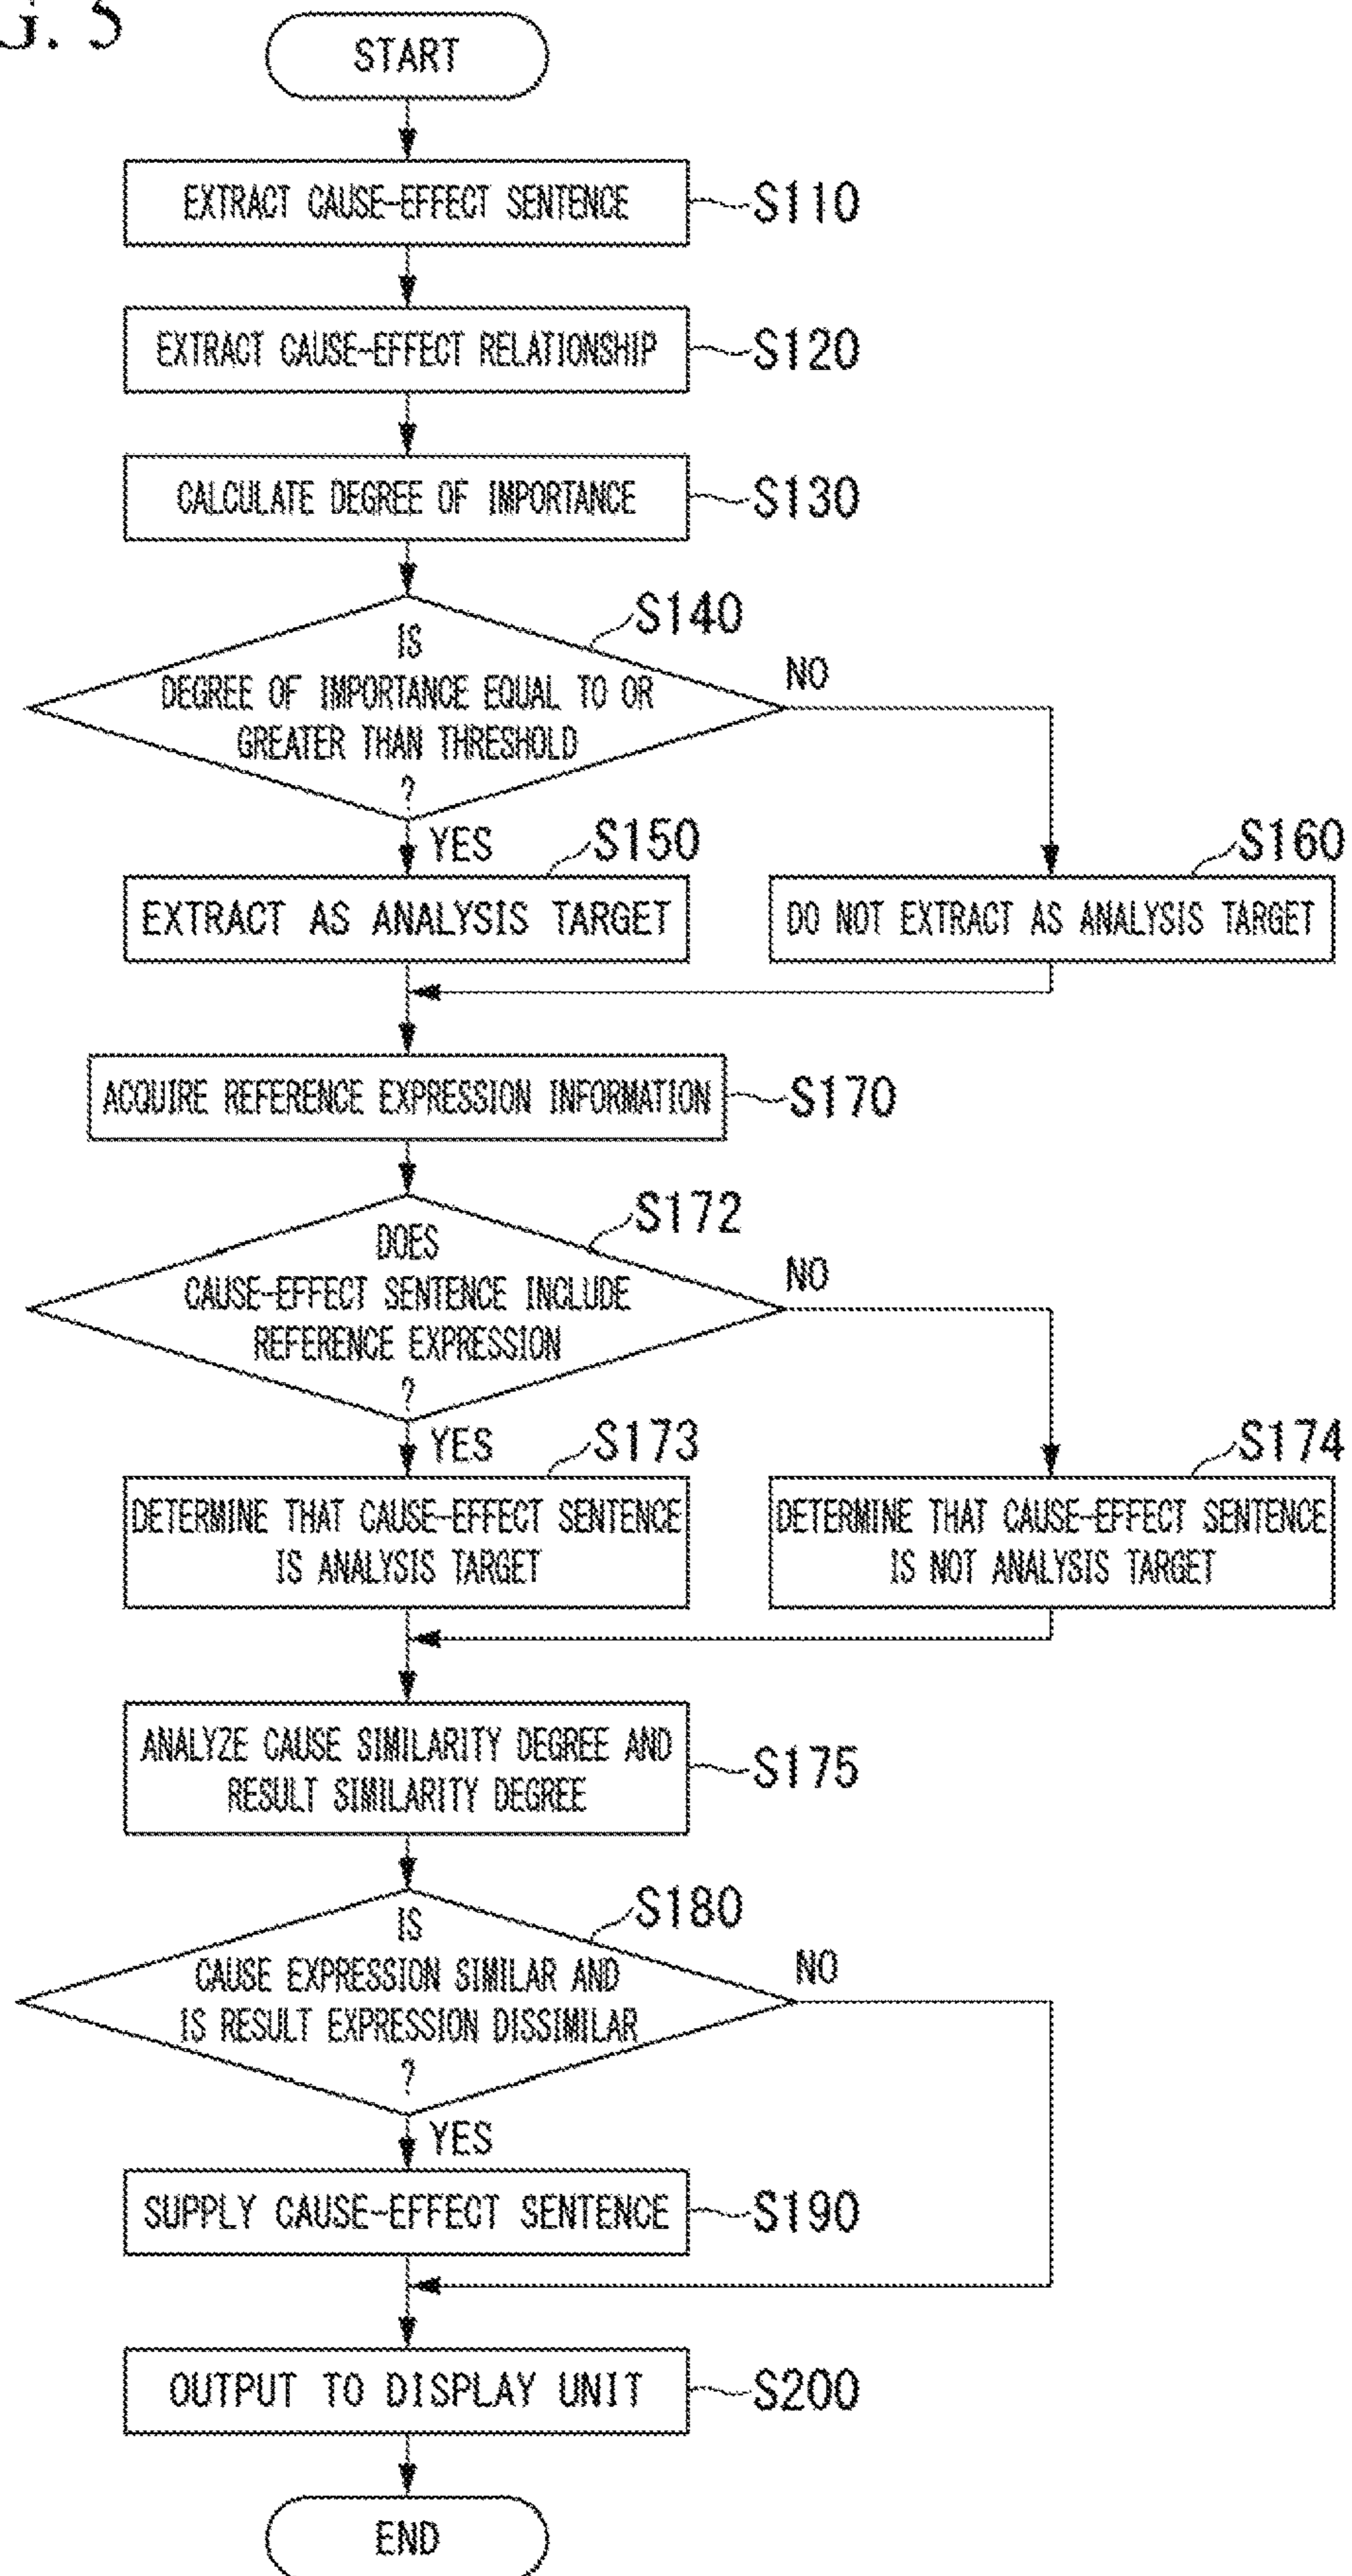 G. 5
START
EXTRACT CAUSE-EFFECT SENTENCE
S110
EXTRACT CAUSE-EFFECT RELATIONSHIP
S120
CALCULATE DEGREE OF IMPORTANCE
S130
S140
IS
DEGREE OF IMPORTANCE EQUAL TO OR
GREATER THAN THRESHOLD
?
NO
YES
S150
S160
EXTRACT AS ANALYSIS TARGET
DO NOT EXTRACT AS ANALYSIS TARGET
ACQUIRE REFERENCE EXPRESSION INFORMATION
S170
S172
DOES
CAUSE-EFFECT SENTENCE INCLUDE
REFERENCE EXPRESSION
?
NO
YES
S173
S174
DETERMINE THAT CAUSE-EFFECT SENTENCE
IS ANALYSIS TARGET
DETERMINE THAT CAUSE-EFFECT SENTENCE
IS NOT ANALYSIS TARGET
ANALYZE CAUSE SIMILARITY DEGREE AND
RESULT SIMILARITY DEGREE
S175
S180
IS
CAUSE EXPRESSION SIMILAR AND
IS RESULT EXPRESSION DISSIMILAR
?
NO
YES
SUPPLY CAUSE-EFFECT SENTENCE
S190
OUTPUT TO DISPLAY UNIT
S200
END